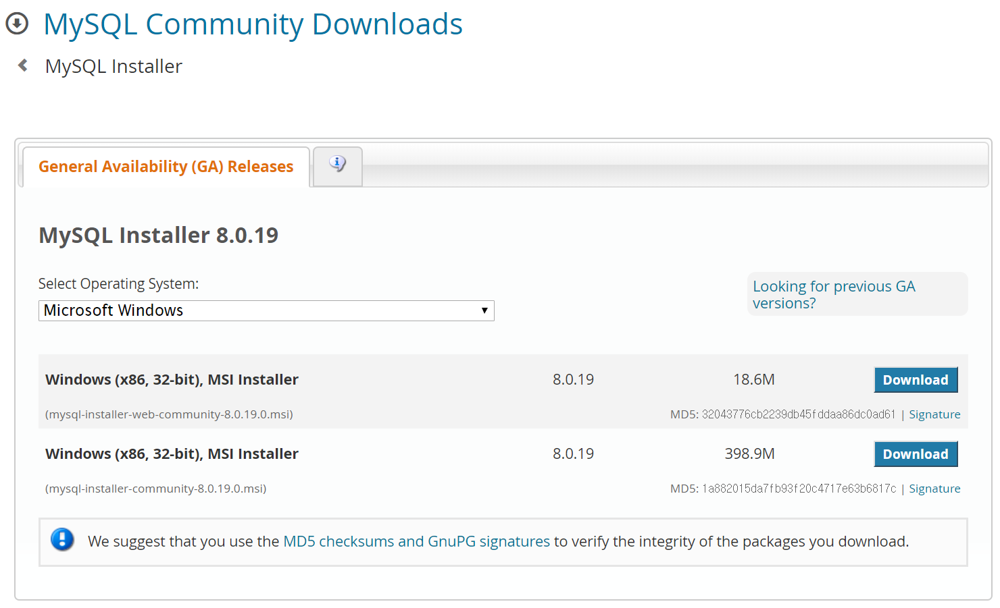 MySQL Community Downloads
MySQL Installer
General Availability (GA) Releases
MySQL Installer 8.0.19
Select Operating System:
Looking for previous GA
versions?
Microsoft Windows
Windows (x86, 32-bit), MSI Installer 8.0.19 18.6M Download
(mysql-installer-web-community-8.0.19.0.msi) MD5: 32043776cb2239db45fddaa86dc0ad61 | Signature
Windows (x86, 32-bit), MSI Installer 8.0.19 398.9M Download
(mysql-installer-community-8.0.19.0.msi) MD5: 1a882015da7fb93f20c4717e63b6817c | Signature
We suggest that you use the MD5 checksums and GnuPG signatures to verify the integrity of the packages you download.